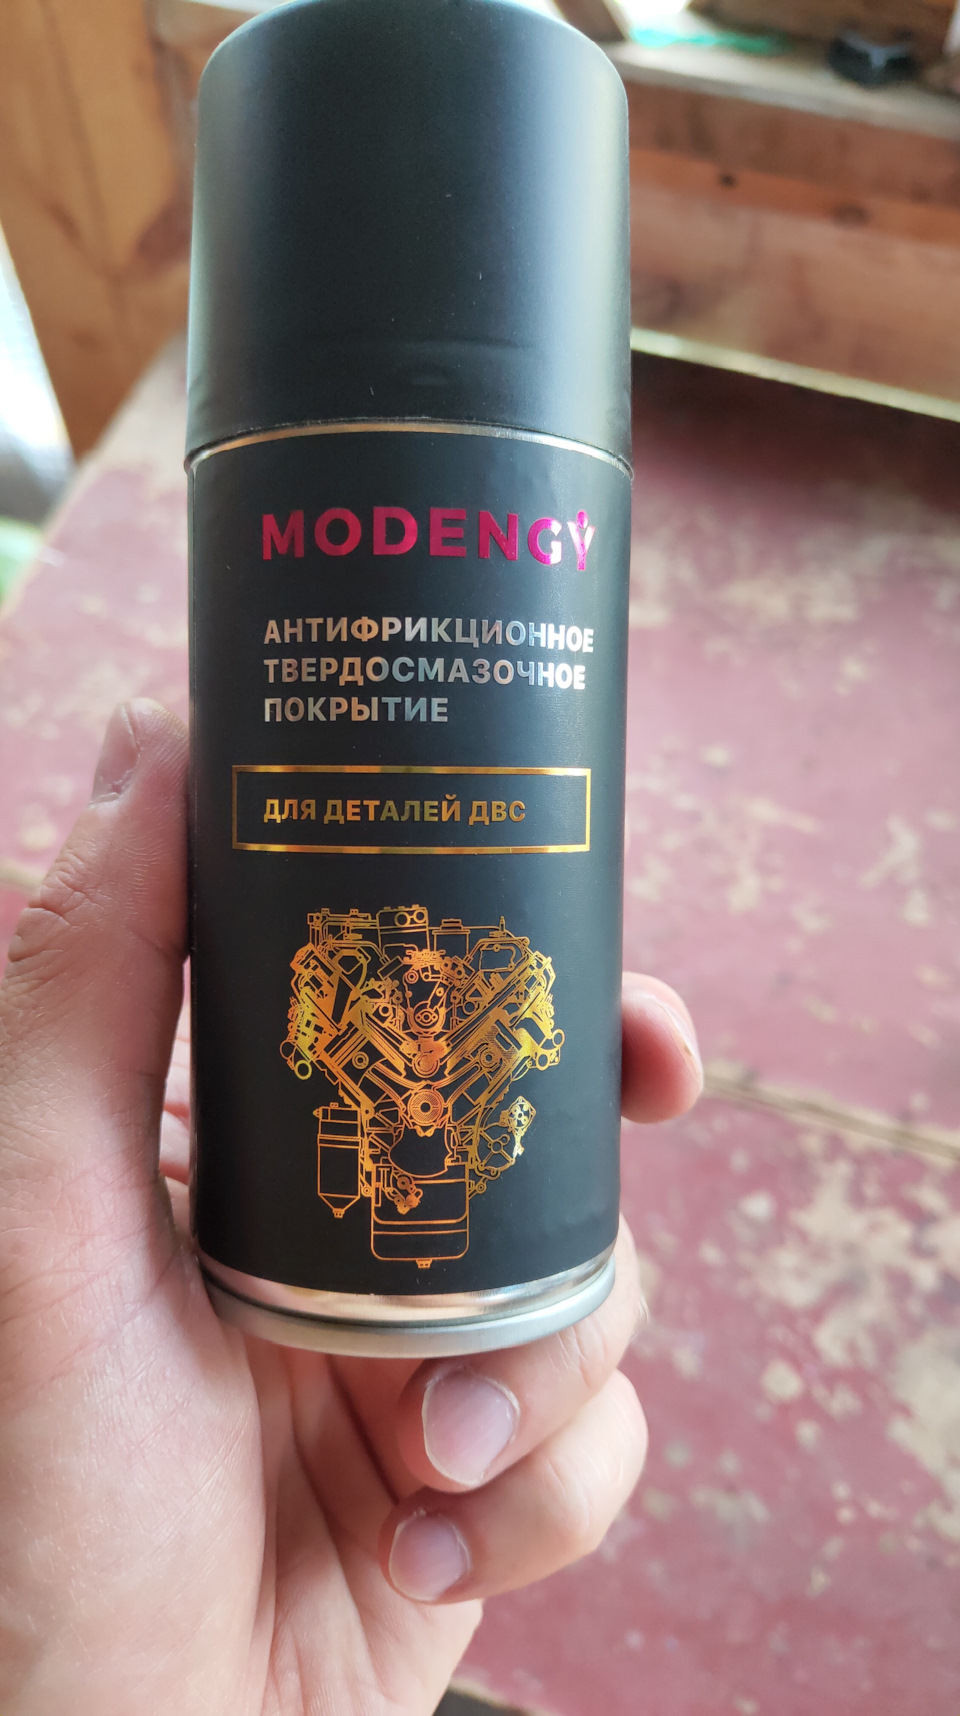 MODENGY
АНТИФРИКЦИОННОЕ
ТВЕРДОСМАЗОЧНОЕ
ПОКРЫТИЕ
ДЛЯ ДЕТАЛЕЙ ДВС